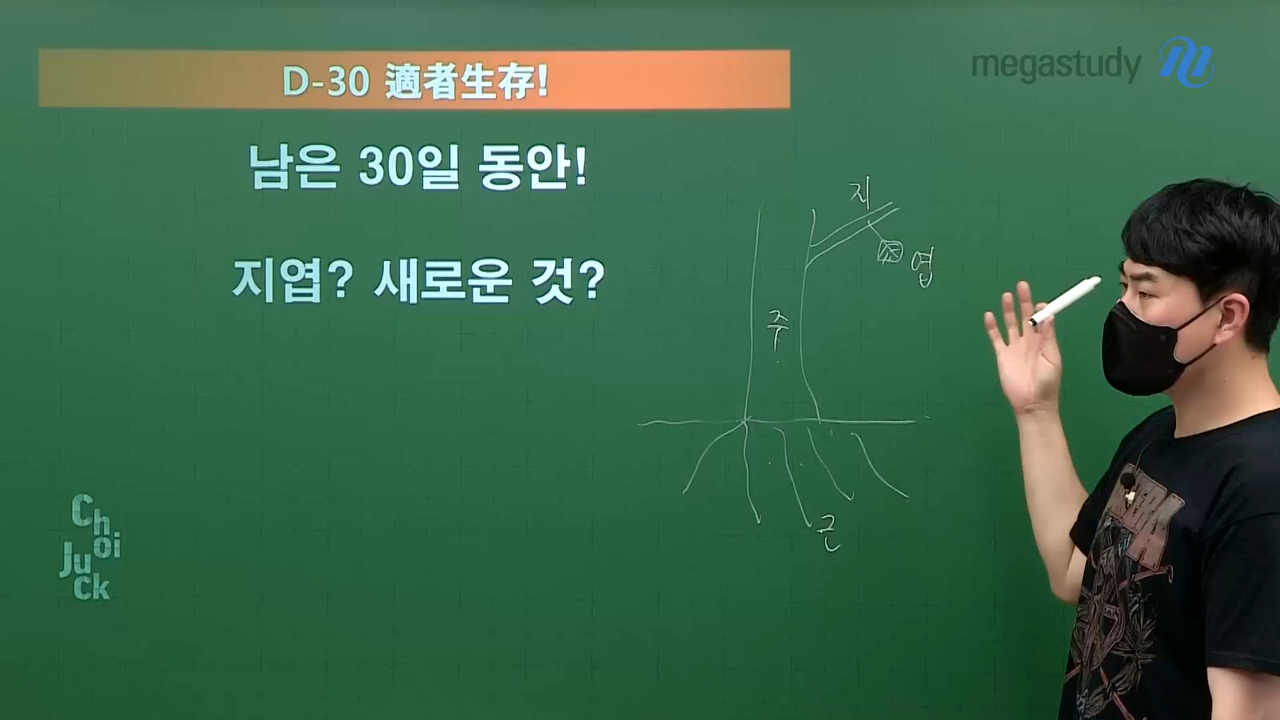 D-30 適者生存!
megastudy
남은 30일 동안!
지엽? 새로운 것?
지
엽
주
근
Choi
Juck